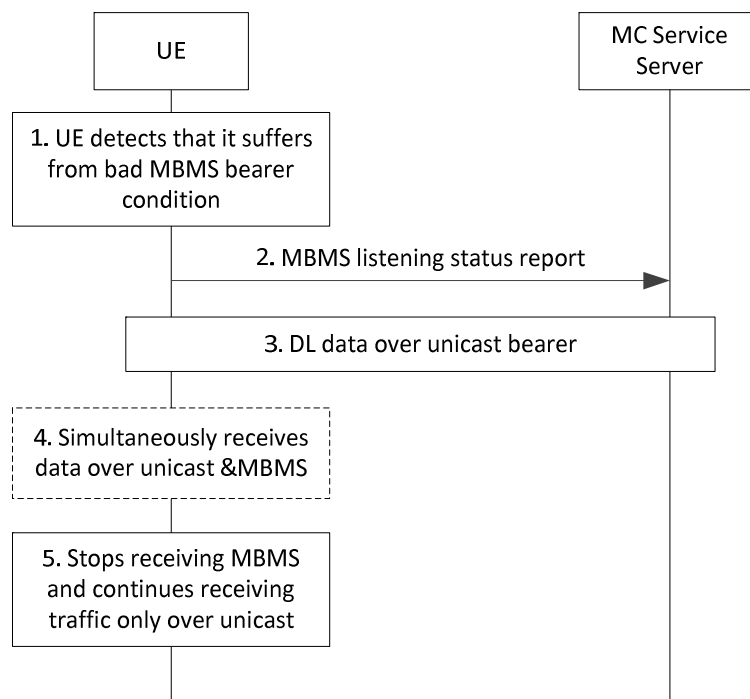 UE
MC Service
Server
1. UE detects that it suffers
from bad MBMS bearer
condition
2. MBMS listening status report
3. DL data over unicast bearer
4. Simultaneously receives
data over unicast &MBMS
5. Stops receiving MBMS
and continues receiving
traffic only over unicast